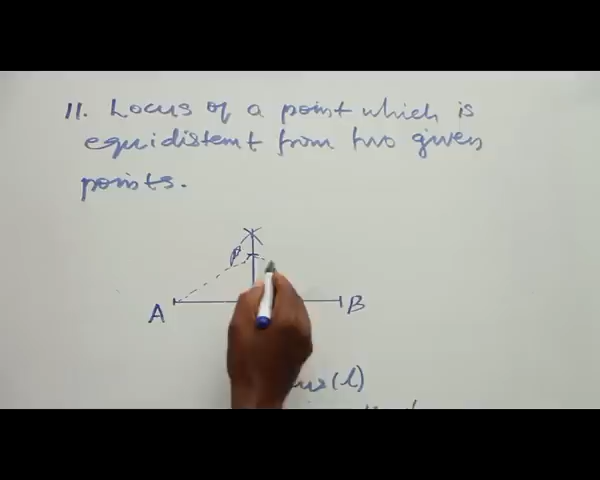 11. Locus of a point which is
equidistent from two given
points.
P
A B
(l)